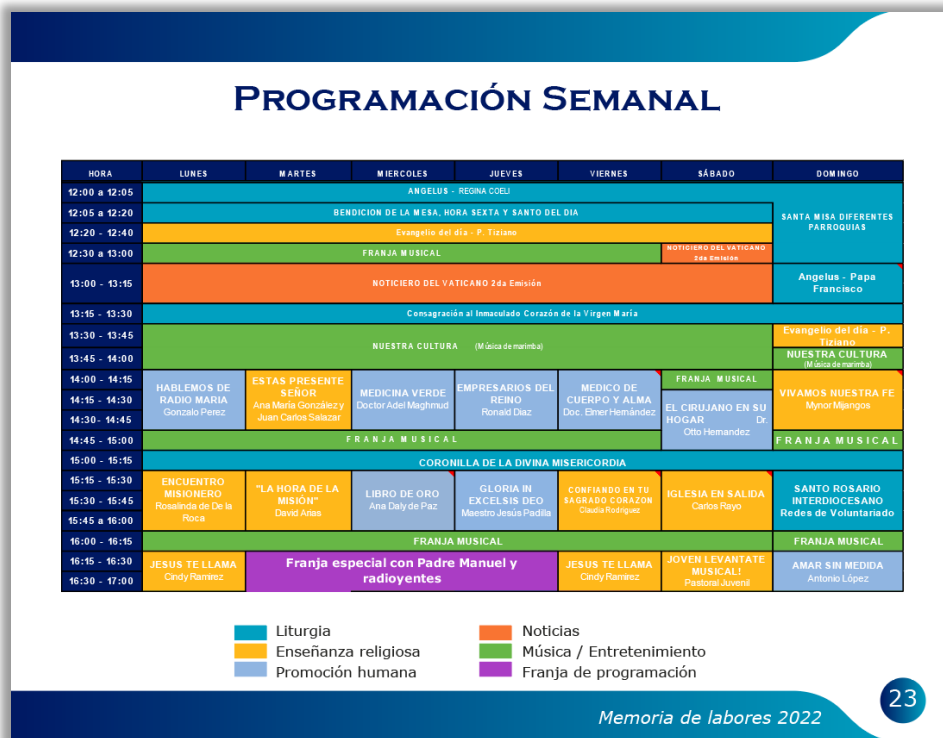 PROGRAMACIÓN SEMANAL
HORA LUNES MARTES MIERCOLES JUEVES VIERNES SÁBADO DOMINGO
12:00 a 12:05
ANGELUS - REGINA COELI
SANTA MISA DIFERENTES
PARROQUIAS
12:05 a 12:20
BENDICION DE LA MESA, HORA SEXTA Y SANTO DEL DIA
12:20 - 12:40
Evangelio del día - P. Tiziano
12:30 a 13:00
FRANJA MUSICAL
NOTICIERO DEL VATICANO
2da Emisión
13:00 - 13:15
NOTICIERO DEL VATICANO 2da Emisión
Angelus - Papa
Francisco
13:15 - 13:30
Consagración al Inmaculado Corazón de la Virgen María
13:30 - 13:45
13:45 - 14:00
NUESTRA CULTURA (Música de marimba)
Evangelio del día - P.
Tiziano
NUESTRA CULTURA
(Música de marimba)
14:00 - 14:15
14:15 - 14:30
14:30- 14:45
HABLEMOS DE
RADIO MARIA
Gonzalo Perez
ESTAS PRESENTE
SEÑOR
Ana María González y
Juan Carlos Salazar
MEDICINA VERDE
Doctor Adel Maghmud
EMPRESARIOS DEL
REINO
Ronald Diaz
MEDICO DE
CUERPO Y ALMA
Doc. Elmer Hernández
FRANJA MUSICAL
EL CIRUJANO EN SU
HOGAR Dr.
Otto Hernandez
VIVAMOS NUESTRA FE
Mynor Mijangos
14:45 - 15:00
FRANJA MUSICAL
FRANJA MUSICAL
15:00 - 15:15
CORONILLA DE LA DIVINA MISERICORDIA
15:15 - 15:30
15:30 - 15:45
15:45 a 16:00
ENCUENTRO
MISIONERO
Rosalinda de De la
Roca
"LA HORA DE LA
MISIÓN"
David Arias
LIBRO DE ORO
Ana Daly de Paz
GLORIA IN
EXCELSIS DEO
Maestro Jesús Padilla
CONFIANDO EN TU
SAGRADO CORAZON
Claudia Rodriguez
IGLESIA EN SALIDA
Carlos Rayo
SANTO ROSARIO
INTERDIOCESANO
Redes de Voluntariado
16:00 - 16:15
FRANJA MUSICAL
FRANJA MUSICAL
16:15 - 16:30
16:30 - 17:00
JESUS TE LLAMA
Cindy Ramirez
Franja especial con Padre Manuel y
radioyentes
JESUS TE LLAMA
Cindy Ramirez
JOVEN LEVANTATE
MUSICAL!
Pastoral Juvenil
AMAR SIN MEDIDA
Antonio López
Liturgia
Enseñanza religiosa
Promoción humana
Noticias
Música / Entretenimiento
Franja de programación
Memoria de labores 2022
23